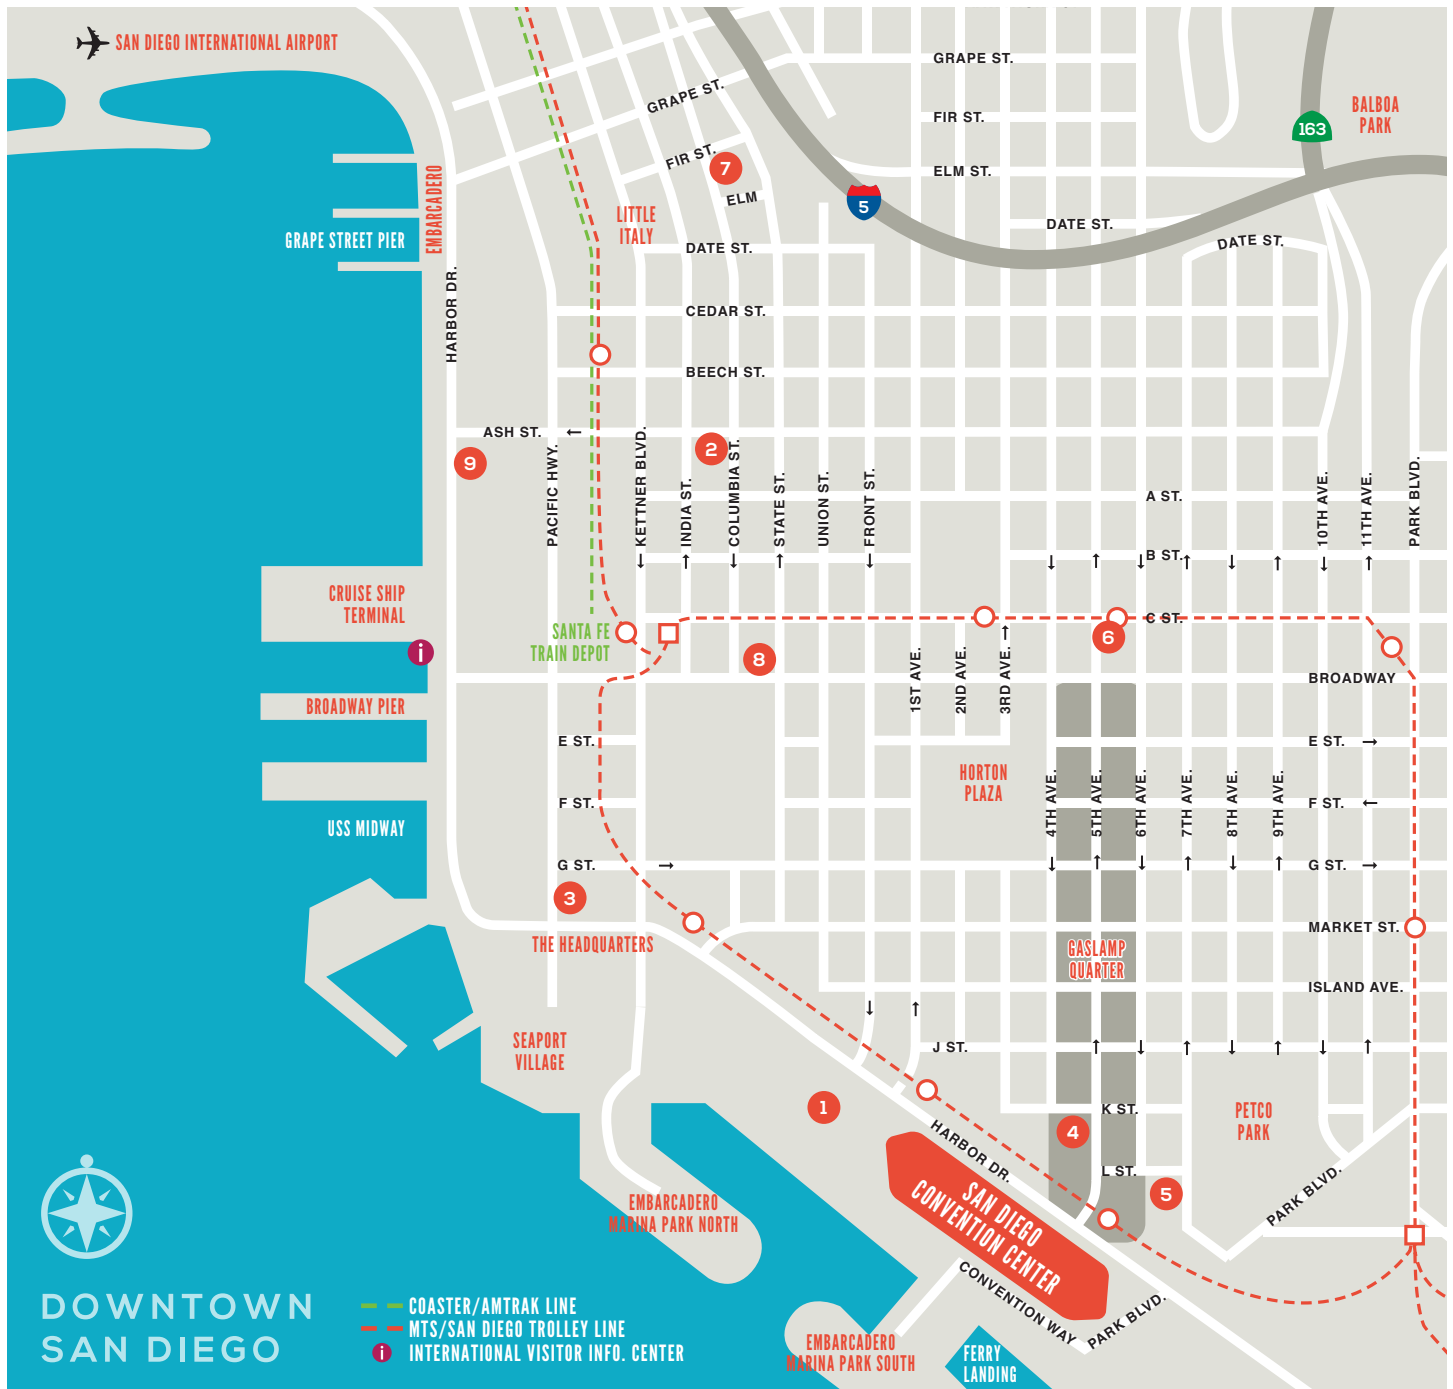 SAN DIEGO INTERNATIONAL AIRPORT
GRAPE ST.
GRAPE ST.
BALBOA
PARK
163
FIR ST.
FIR ST.
7
ELM ST.
ELM
5
EMBARCADERO
LITTLE
ITALY
DATE ST.
DATE ST.
DATE ST.
GRAPE STREET PIER
HARBOR DR.
CEDAR ST.
BEECH ST.
ASH ST.
9
2
PACIFIC HWY.
KETTNER BLVD.
INDIA ST.
COLUMBIA ST.
STATE ST.
UNION ST.
FRONT ST.
A ST.
10TH AVE.
11TH AVE.
PARK BLVD.
B ST.
CRUISE SHIP
TERMINAL
C ST.
6
SANTA FE
TRAIN DEPOT
8
i
1ST AVE.
2ND AVE.
3RD AVE.
BROADWAY
BROADWAY PIER
E ST.
E ST.
HORTON
PLAZA
4TH AVE.
5TH AVE.
6TH AVE.
7TH AVE.
8TH AVE.
9TH AVE.
F ST.
F ST.
USS MIDWAY
G ST.
G ST.
3
MARKET ST.
THE HEADQUARTERS
GASLAMP
QUARTER
ISLAND AVE.
SEAPORT
VILLAGE
J ST.
1
K ST.
PETCO
PARK
4
HARBOR DR.
L ST.
5
PARK BLVD.
SAN DIEGO
CONVENTION CENTER
EMBARCADERO
MARINA PARK NORTH
CONVENTION WAY
PARK BLVD.
EMBARCADERO
MARINA PARK SOUTH
FERRY
LANDING
DOWNTOWN
SAN DIEGO
COASTER/AMTRAK LINE
MTS/SAN DIEGO TROLLEY LINE
i INTERNATIONAL VISITOR INFO. CENTER